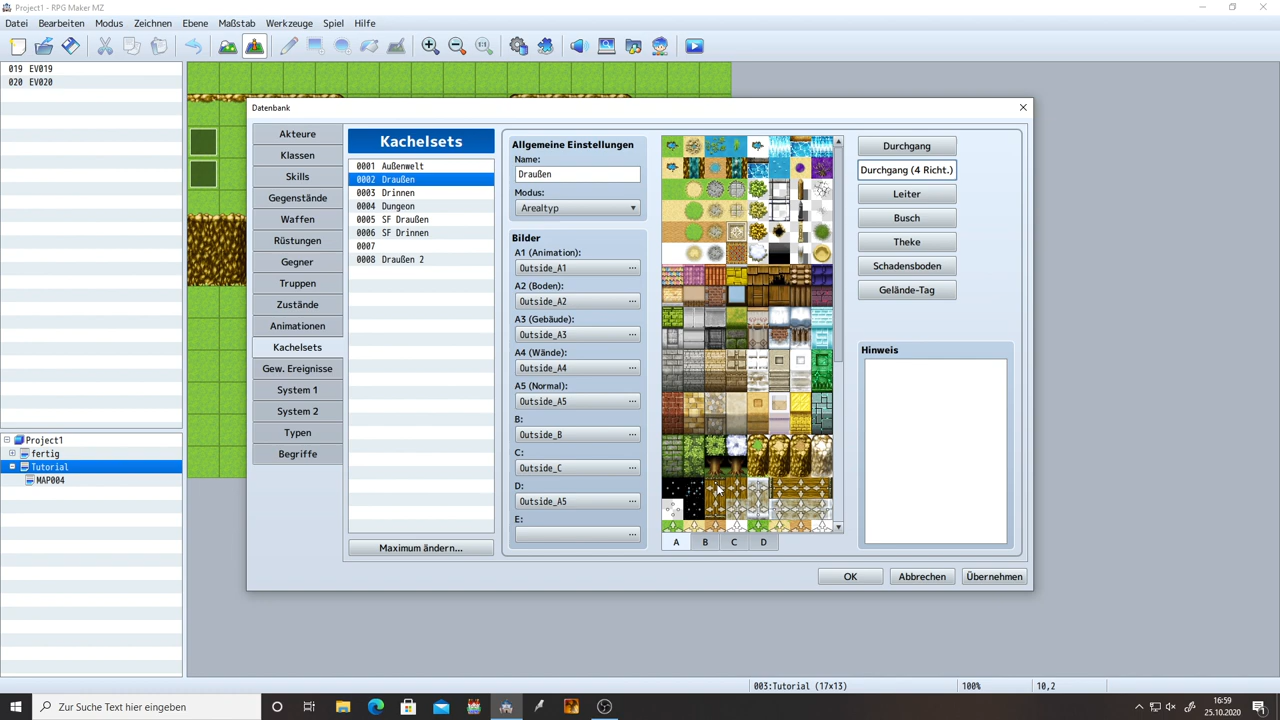 Project1 - RPG Maker MZ
Datei Bearbeiten Modus Zeichnen Ebene Maßstab Werkzeuge Spiel Hilfe
019 EV019
020 EV020
Project1
fertig
Tutorial
MAP004
Datenbank
Akteure
Klassen
Skills
Gegenstände
Waffen
Rüstungen
Gegner
Truppen
Zustände
Animationen
Kachelsets
Gew. Ereignisse
System 1
System 2
Typen
Begriffe
Kachelsets
0001 Außenwelt
0002 Draußen
0003 Drinnen
0004 Dungeon
0005 SF Draußen
0006 SF Drinnen
0007
0008 Draußen 2
Maximum ändern...
Allgemeine Einstellungen
Name:
Draußen
Modus:
Arealtyp
Bilder
A1 (Animation):
Outside_A1 ...
A2 (Boden):
Outside_A2 ...
A3 (Gebäude):
Outside_A3 ...
A4 (Wände):
Outside_A4 ...
A5 (Normal):
Outside_A5 ...
B:
Outside_B ...
C:
Outside_C ...
D:
Outside_A5 ...
E:
...
A B C D
Durchgang
Durchgang (4 Richt.)
Leiter
Busch
Theke
Schadensboden
Gelände-Tag
Hinweis
OK Abbrechen Übernehmen
003:Tutorial (17x13) 100% 10,2
Zur Suche Text hier eingeben
16:59
25.10.2020